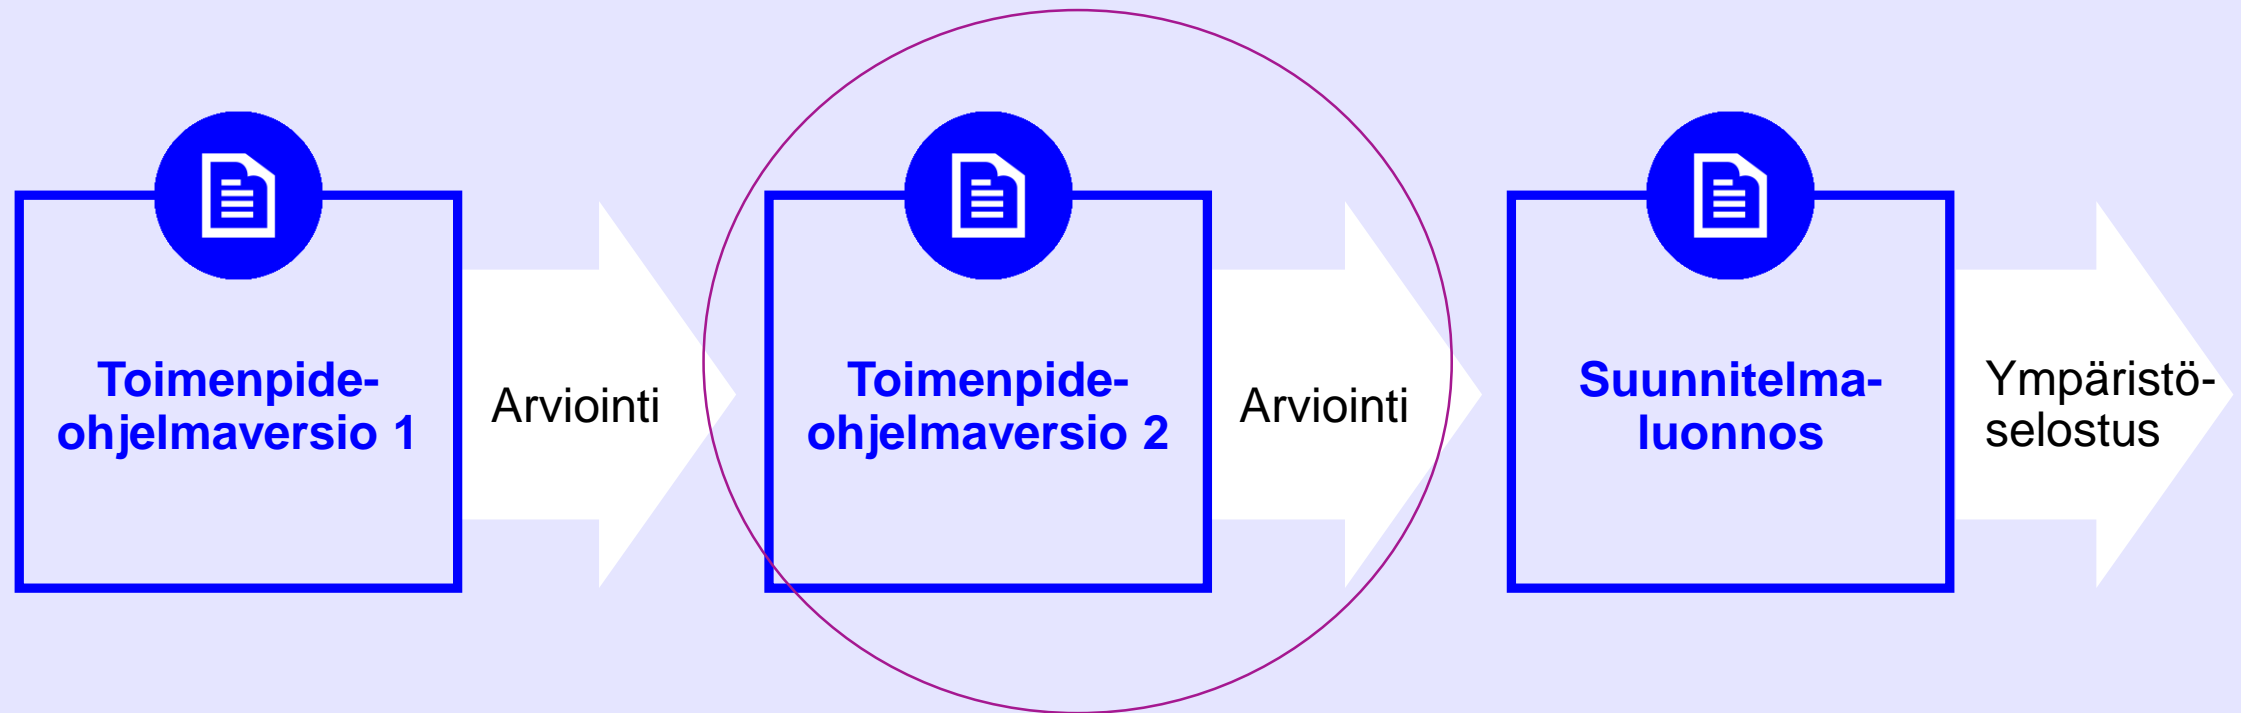 Toimenpide-
ohjelmaversio 1
Arviointi
Toimenpide-
ohjelmaversio 2
Arviointi
Suunnitelma-
luonnos
Ympäristö-
selostus